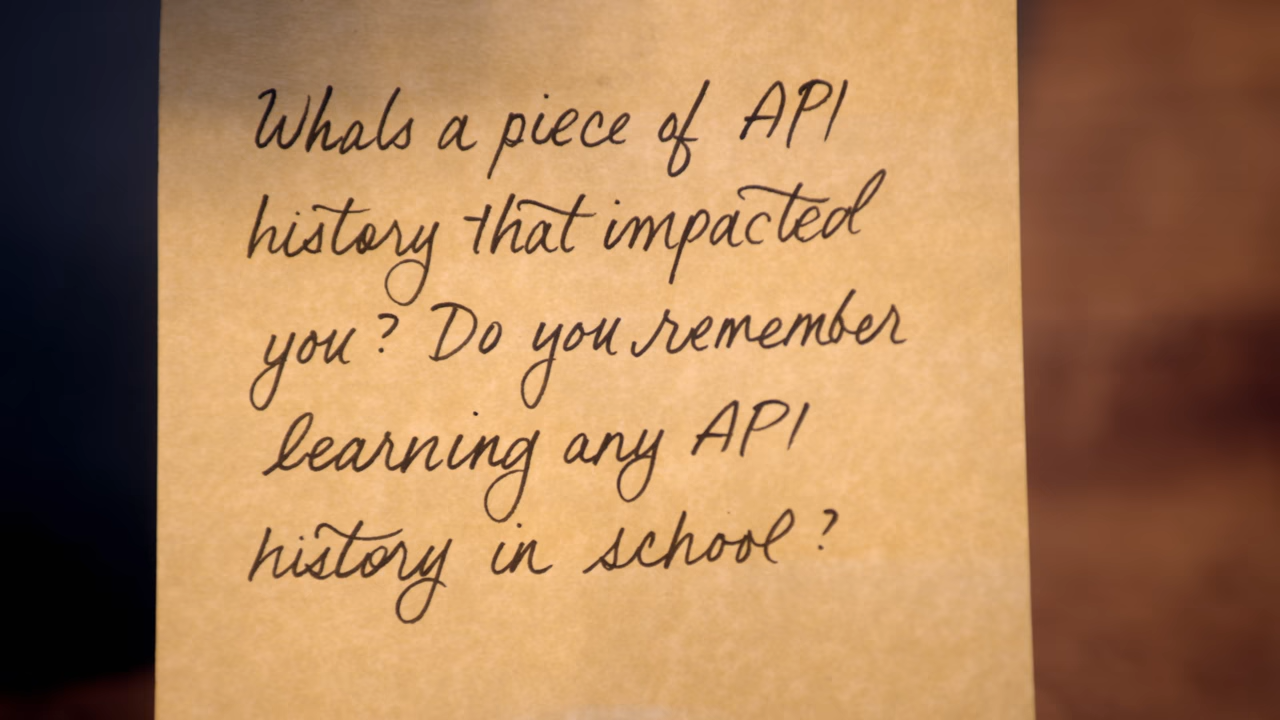 Whats a piece of API
history that impacted
you? Do you remember
learning any API
history in school?